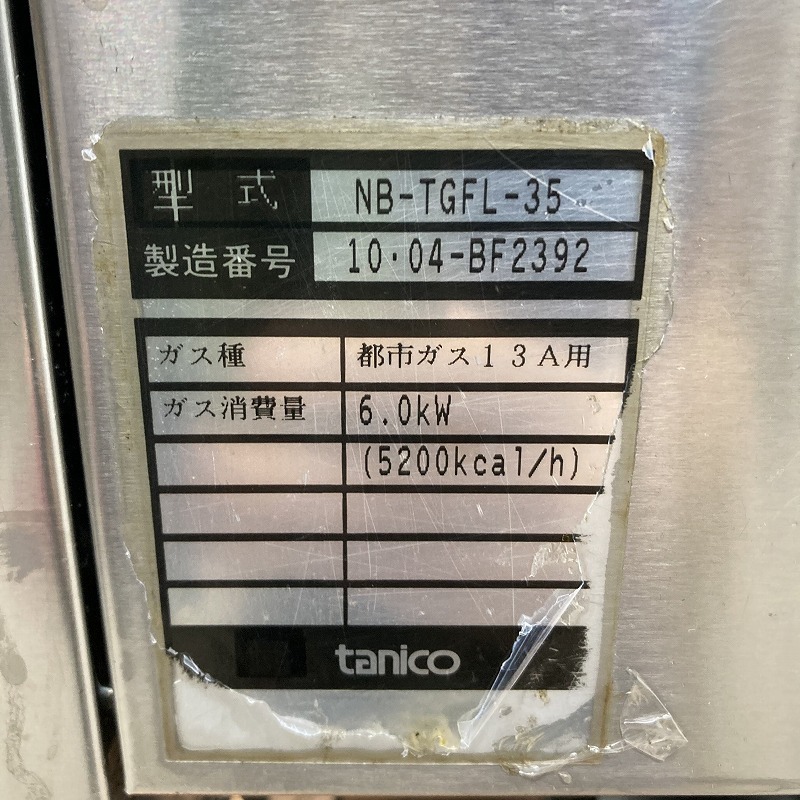 型式 NB-TGFL-35
製造番号 10・04-BF2392
ガス種 都市ガス13A用
ガス消費量 6.0kW
(5200kcal/h)
tanico